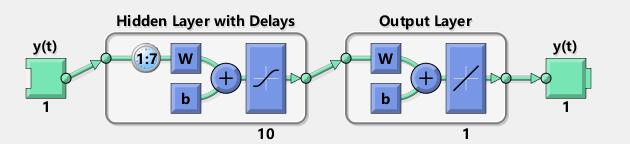 Hidden Layer with Delays
Output Layer
y(t)
1:7
W
b
+
10
W
b
+
1
y(t)
1
1